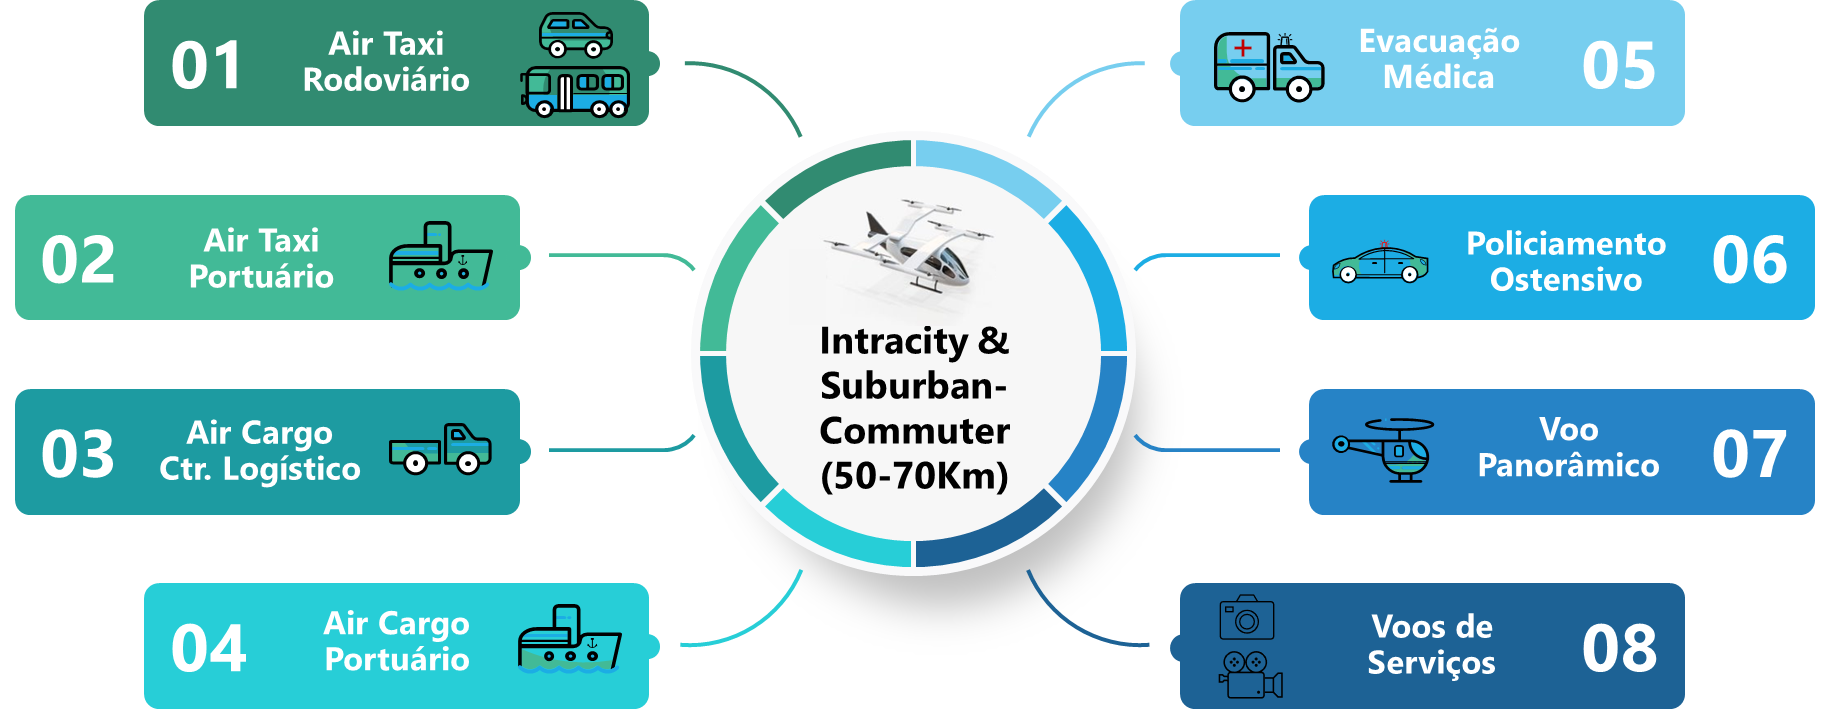 01
Air Taxi
Rodoviário
02
Air Taxi
Portuário
03
Air Cargo
Ctr. Logístico
04
Air Cargo
Portuário
Intracity &
Suburban-
Commuter
(50-70Km)
Evacuação
Médica
05
Policiamento
Ostensivo
06
Voo
Panorâmico
07
Voos de
Serviços
08